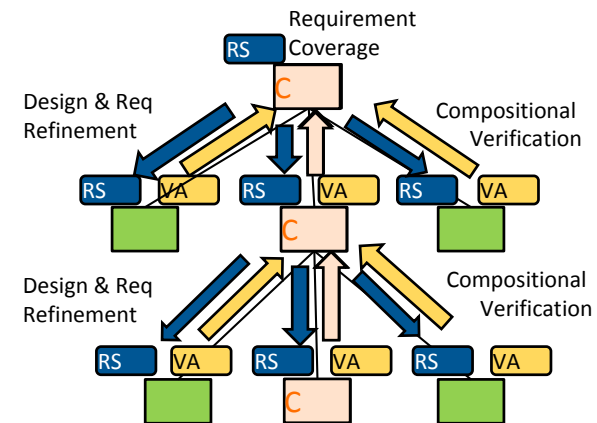 Requirement
RS Coverage
C
Design & Req
Refinement
Compositional
Verification
RS VA RS VA RS VA
C
Design & Req
Refinement
Compositional
Verification
RS VA RS VA RS VA
C